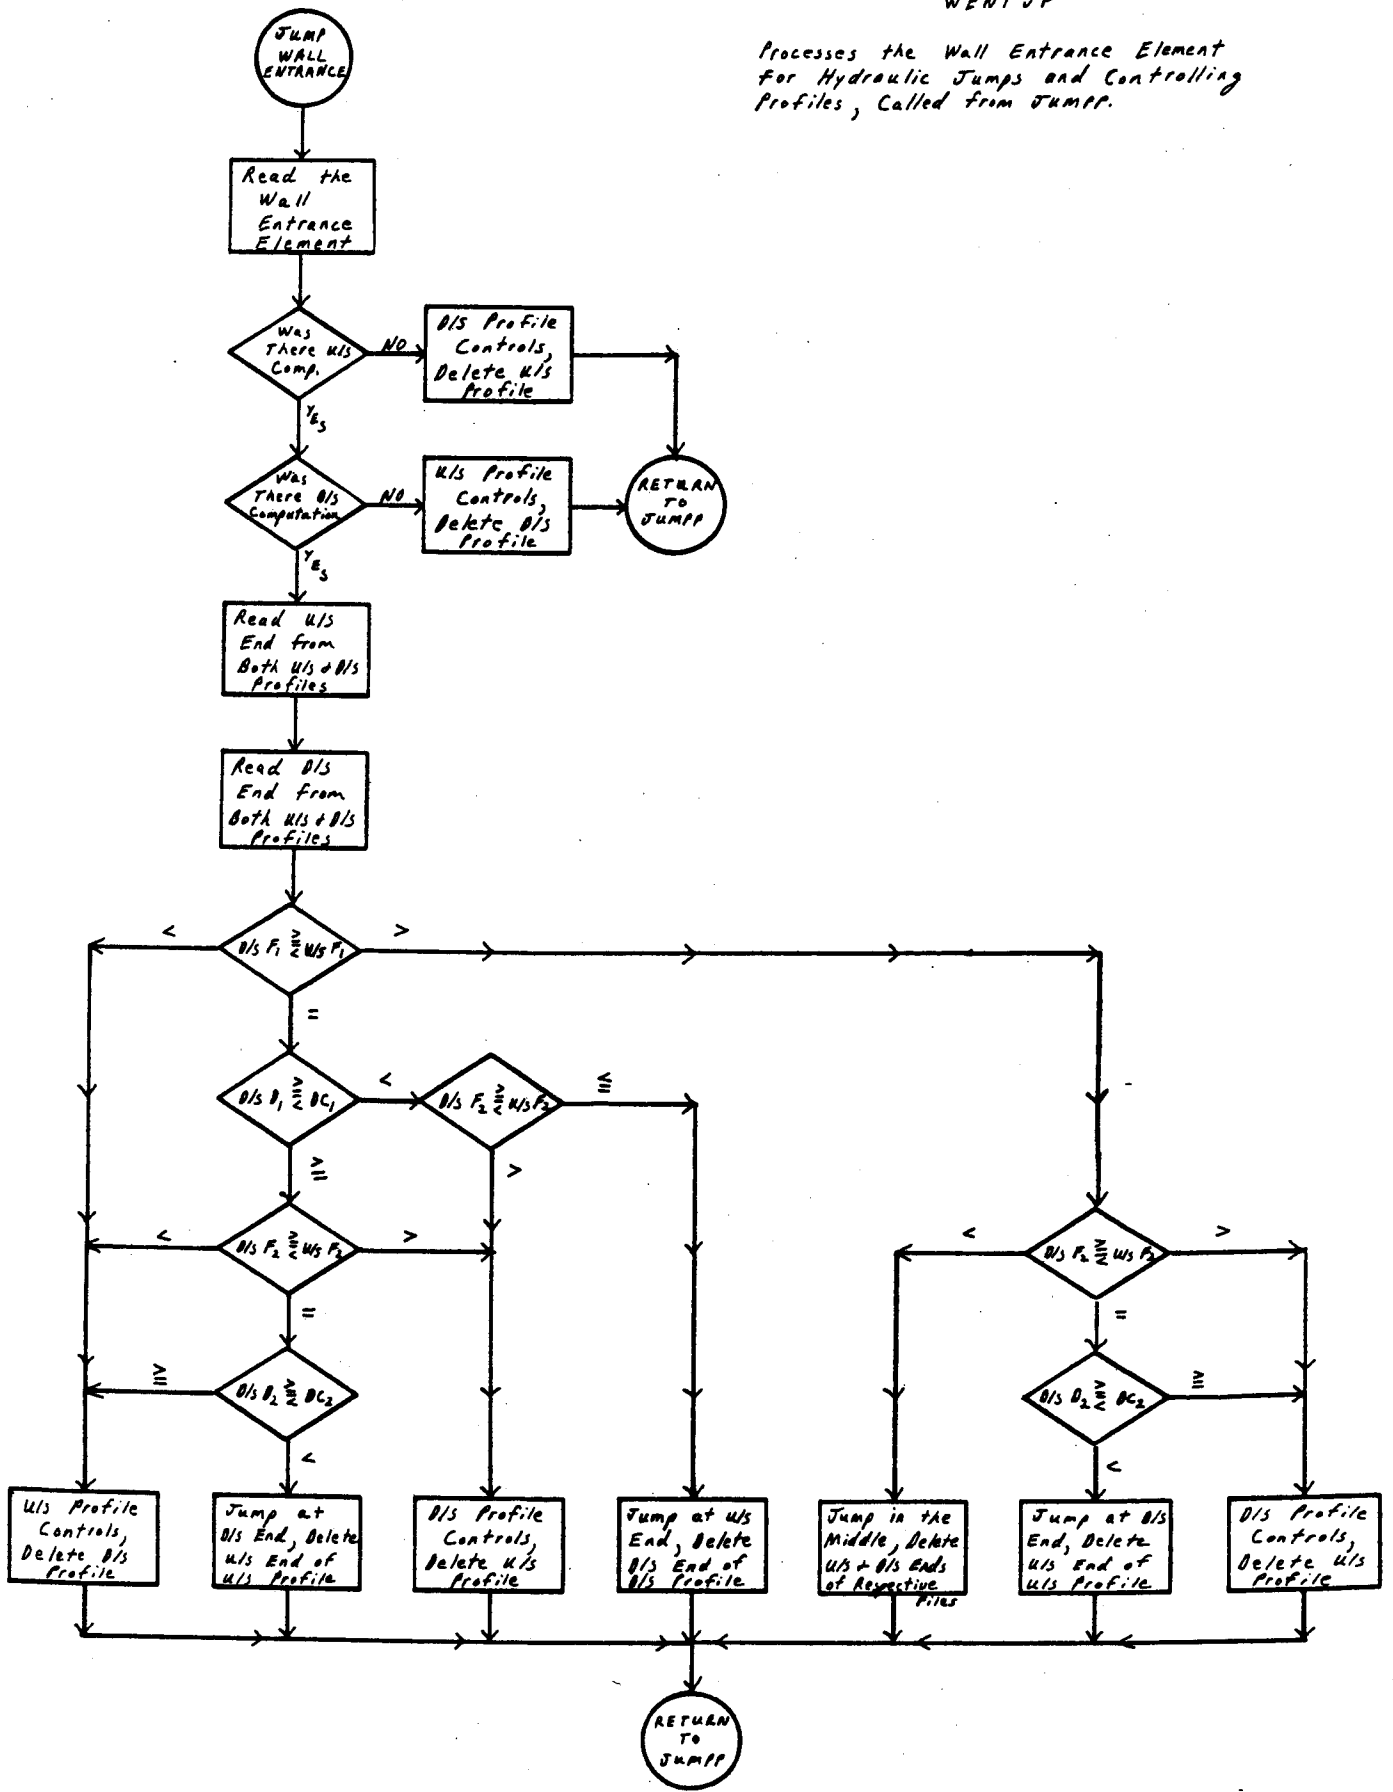 WENTJP
Processes the Wall Entrance Element
for Hydraulic Jumps and Controlling
Profiles, Called from JUMPP.
JUMP
WALL
ENTRANCE
Read the
Wall
Entrance
Element
Was
There U/S
Comp.
NO
D/S Profile
Controls,
Delete U/S
Profile
YES
Was
There D/S
Computation
NO
U/S Profile
Controls,
Delete D/S
Profile
RETURN
TO
JUMPP
YES
Read U/S
End from
Both U/S & D/S
Profiles
Read D/S
End from
Both U/S & D/S
Profiles
<
D/S F₁ ⋛ U/S F₁
>
=
D/S D₁ ⋛ DC₁
<
D/S F₂ ⋛ U/S F₂
≤
≥
>
<
D/S F₂ ⋛ U/S F₂
>
<
D/S F₂ ⋛ U/S F₂
>
=
=
≥
D/S D₂ ⋛ DC₂
D/S D₂ ⋛ DC₂
≥
<
<
U/S Profile
Controls,
Delete D/S
Profile
Jump at
D/S End, Delete
U/S End of
U/S Profile
D/S Profile
Controls,
Delete U/S
Profile
Jump at U/S
End, Delete
D/S End of
D/S Profile
Jump in the
Middle, Delete
U/S + D/S Ends
of Respective
Files
Jump at D/S
End, Delete
U/S End of
U/S Profile
D/S Profile
Controls,
Delete U/S
Profile
RETURN
TO
JUMPP